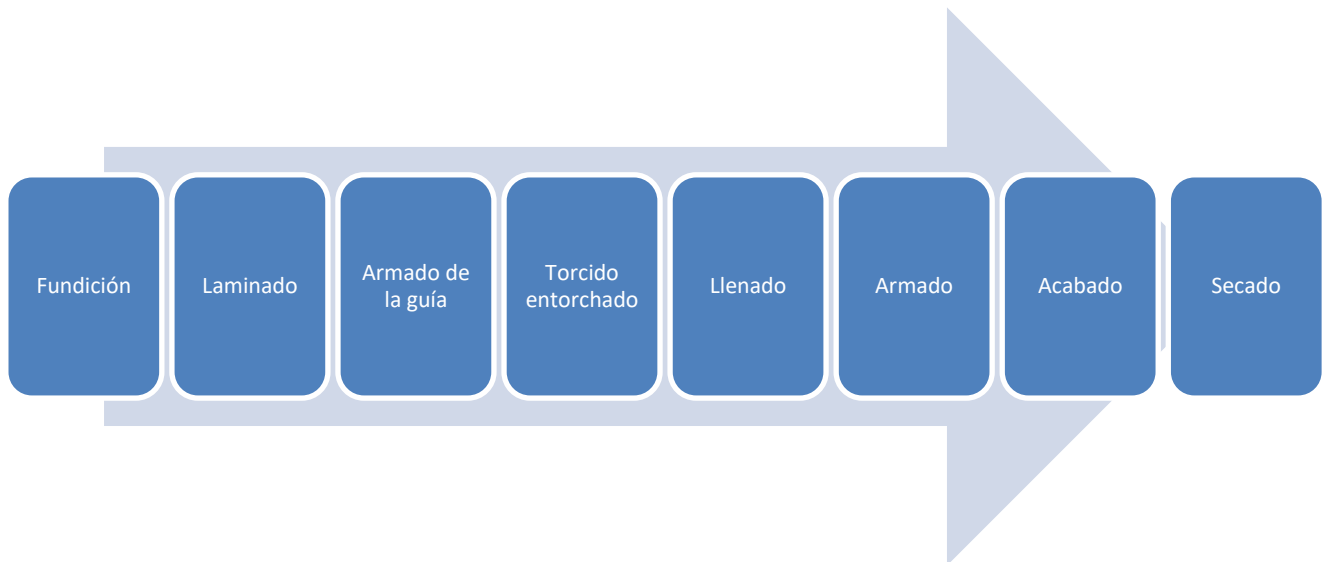 Fundición
Laminado
Armado de
la guía
Torcido
entorchado
Llenado
Armado
Acabado
Secado